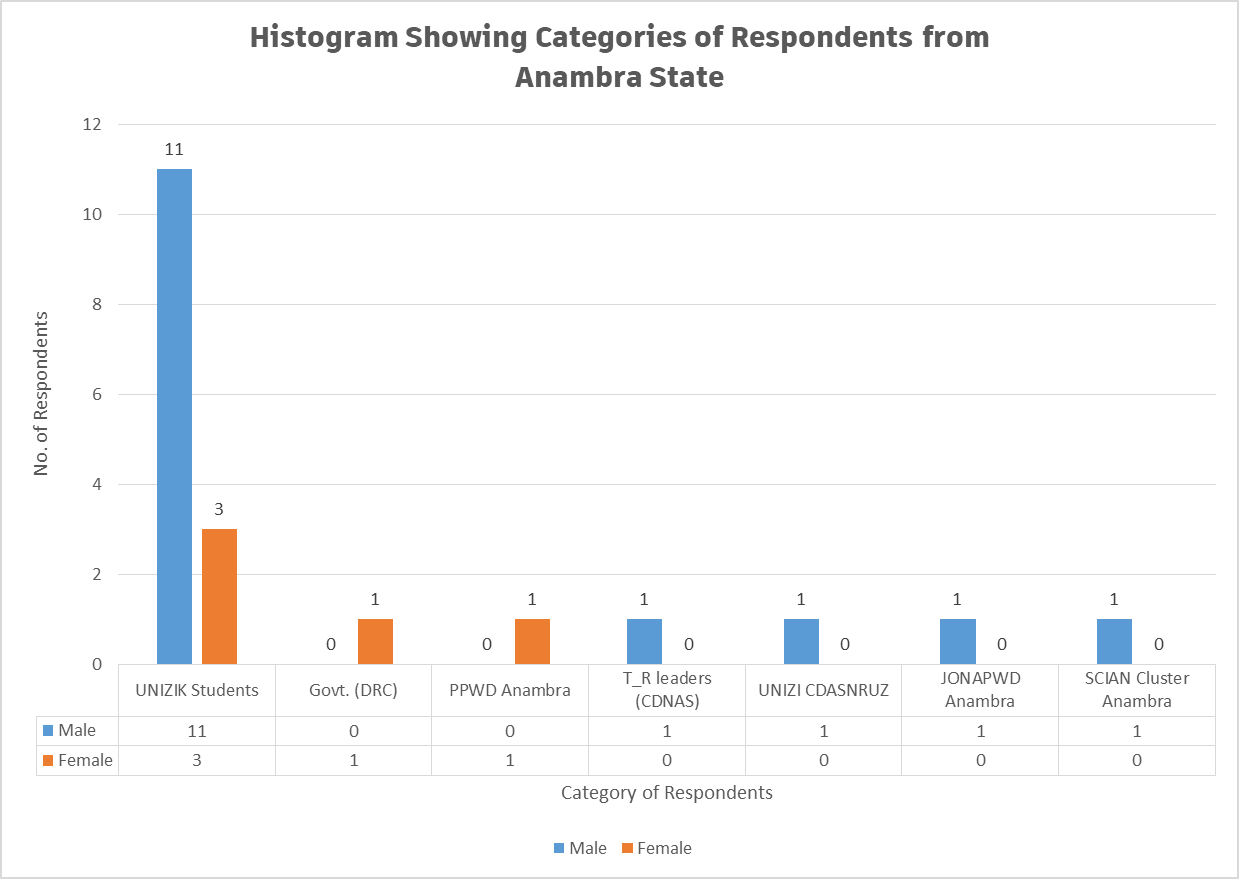 Histogram Showing Categories of Respondents from
Anambra State
No. of Respondents
12
10
8
6
4
2
0
11
3
0
1
0
1
1
0
1
0
1
0
1
0
UNIZIK Students
Govt. (DRC)
PPWD Anambra
T_R leaders
(CDNAS)
UNIZI CDASNRUZ
JONAPWD
Anambra
SCIAN Cluster
Anambra
Male 11 0 0 1 1 1 1
Female 3 1 1 0 0 0 0
Category of Respondents
Male Female